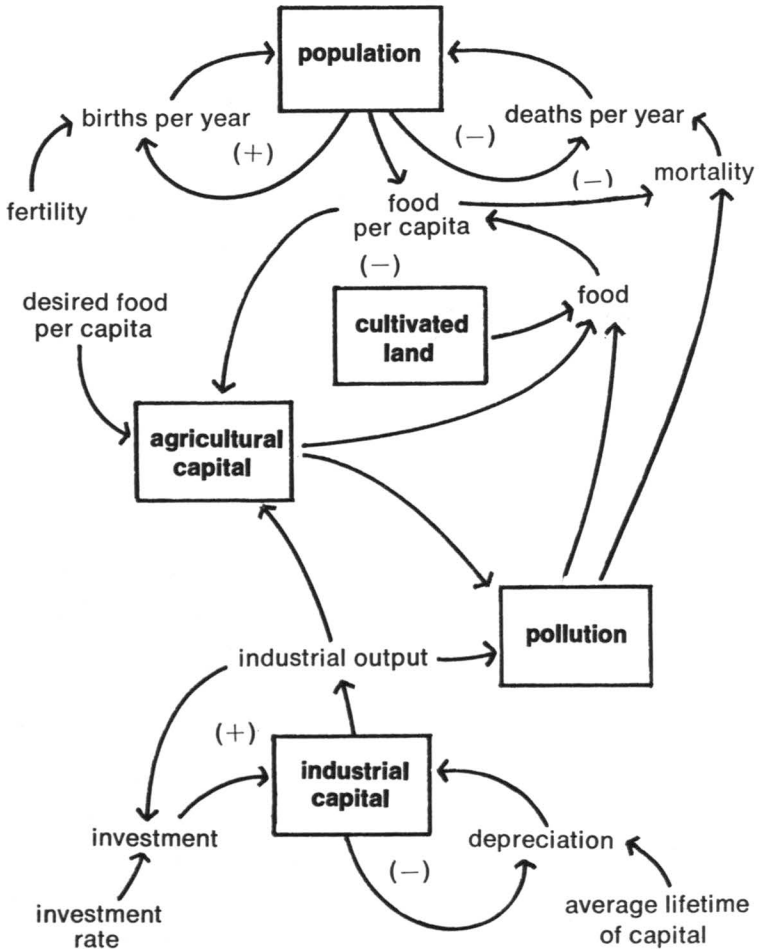 population
births per year
deaths per year
(+)
(−)
fertility
mortality
(−)
food
per capita
(−)
desired food
per capita
food
cultivated
land
agricultural
capital
pollution
industrial output
(+)
industrial
capital
investment
depreciation
(−)
investment
rate
average lifetime
of capital